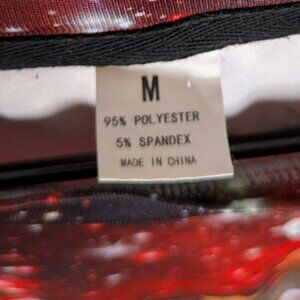 M
95% POLYESTER
5% SPANDEX
MADE IN CHINA